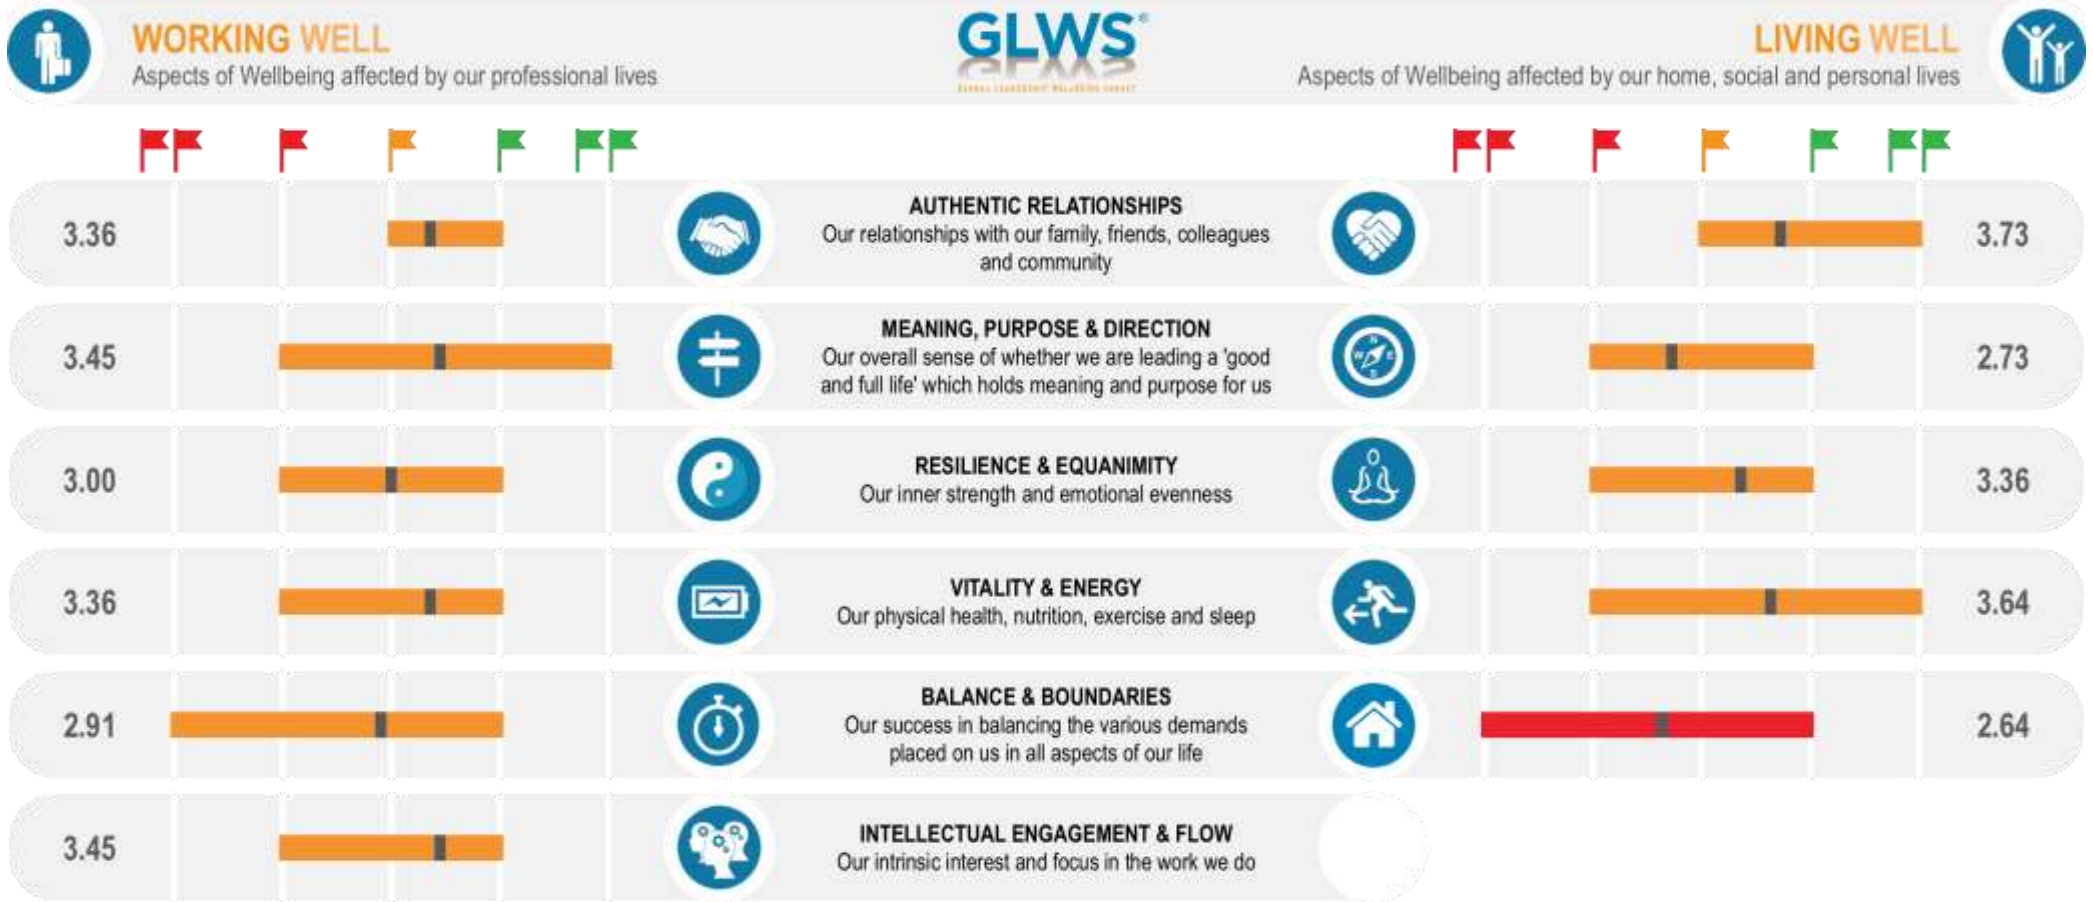 WORKING WELL
Aspects of Wellbeing affected by our professional lives
GLWS®
GLOBAL LEADERSHIP WELLBEING SURVEY
LIVING WELL
Aspects of Wellbeing affected by our home, social and personal lives
3.36
AUTHENTIC RELATIONSHIPS
Our relationships with our family, friends, colleagues
and community
3.73
3.45
MEANING, PURPOSE & DIRECTION
Our overall sense of whether we are leading a 'good
and full life' which holds meaning and purpose for us
N
W E
S
2.73
3.00
RESILIENCE & EQUANIMITY
Our inner strength and emotional evenness
3.36
3.36
VITALITY & ENERGY
Our physical health, nutrition, exercise and sleep
3.64
2.91
BALANCE & BOUNDARIES
Our success in balancing the various demands
placed on us in all aspects of our life
2.64
3.45
INTELLECTUAL ENGAGEMENT & FLOW
Our intrinsic interest and focus in the work we do